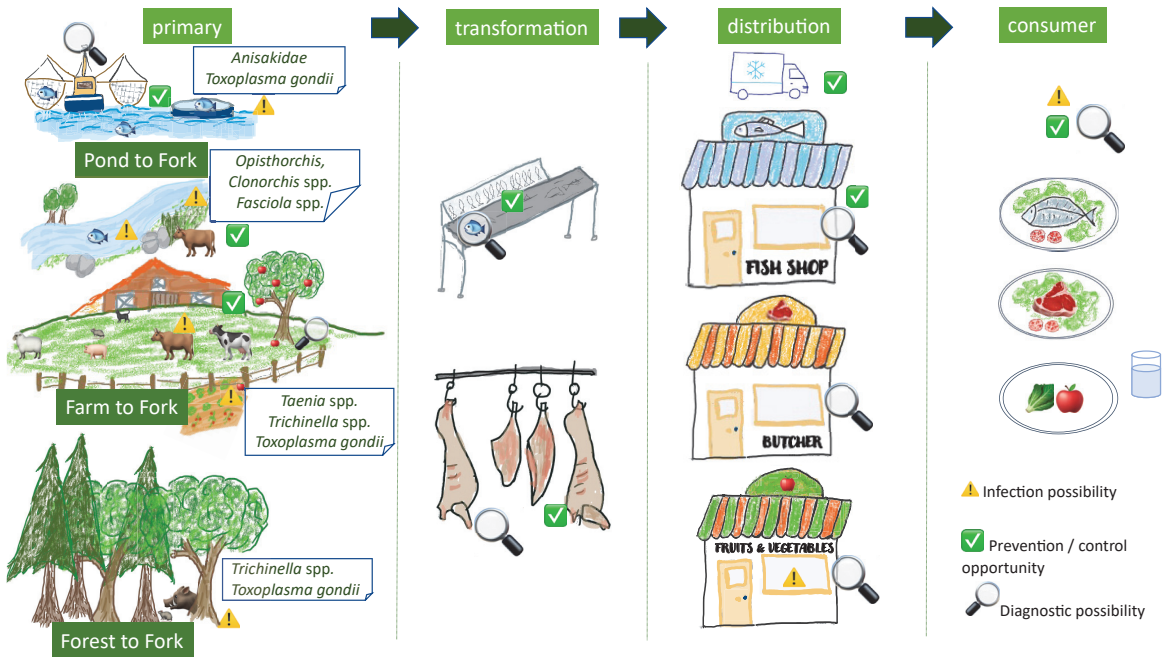 primary
transformation
distribution
consumer
Anisakidae
Toxoplasma gondii
Pond to Fork
Opisthorchis,
Clonorchis spp.
Fasciola spp.
Farm to Fork
Taenia spp.
Trichinella spp.
Toxoplasma gondii
Trichinella spp.
Toxoplasma gondii
Forest to Fork
FISH SHOP
BUTCHER
FRUITS & VEGETABLES
Infection possibility
Prevention / control
opportunity
Diagnostic possibility